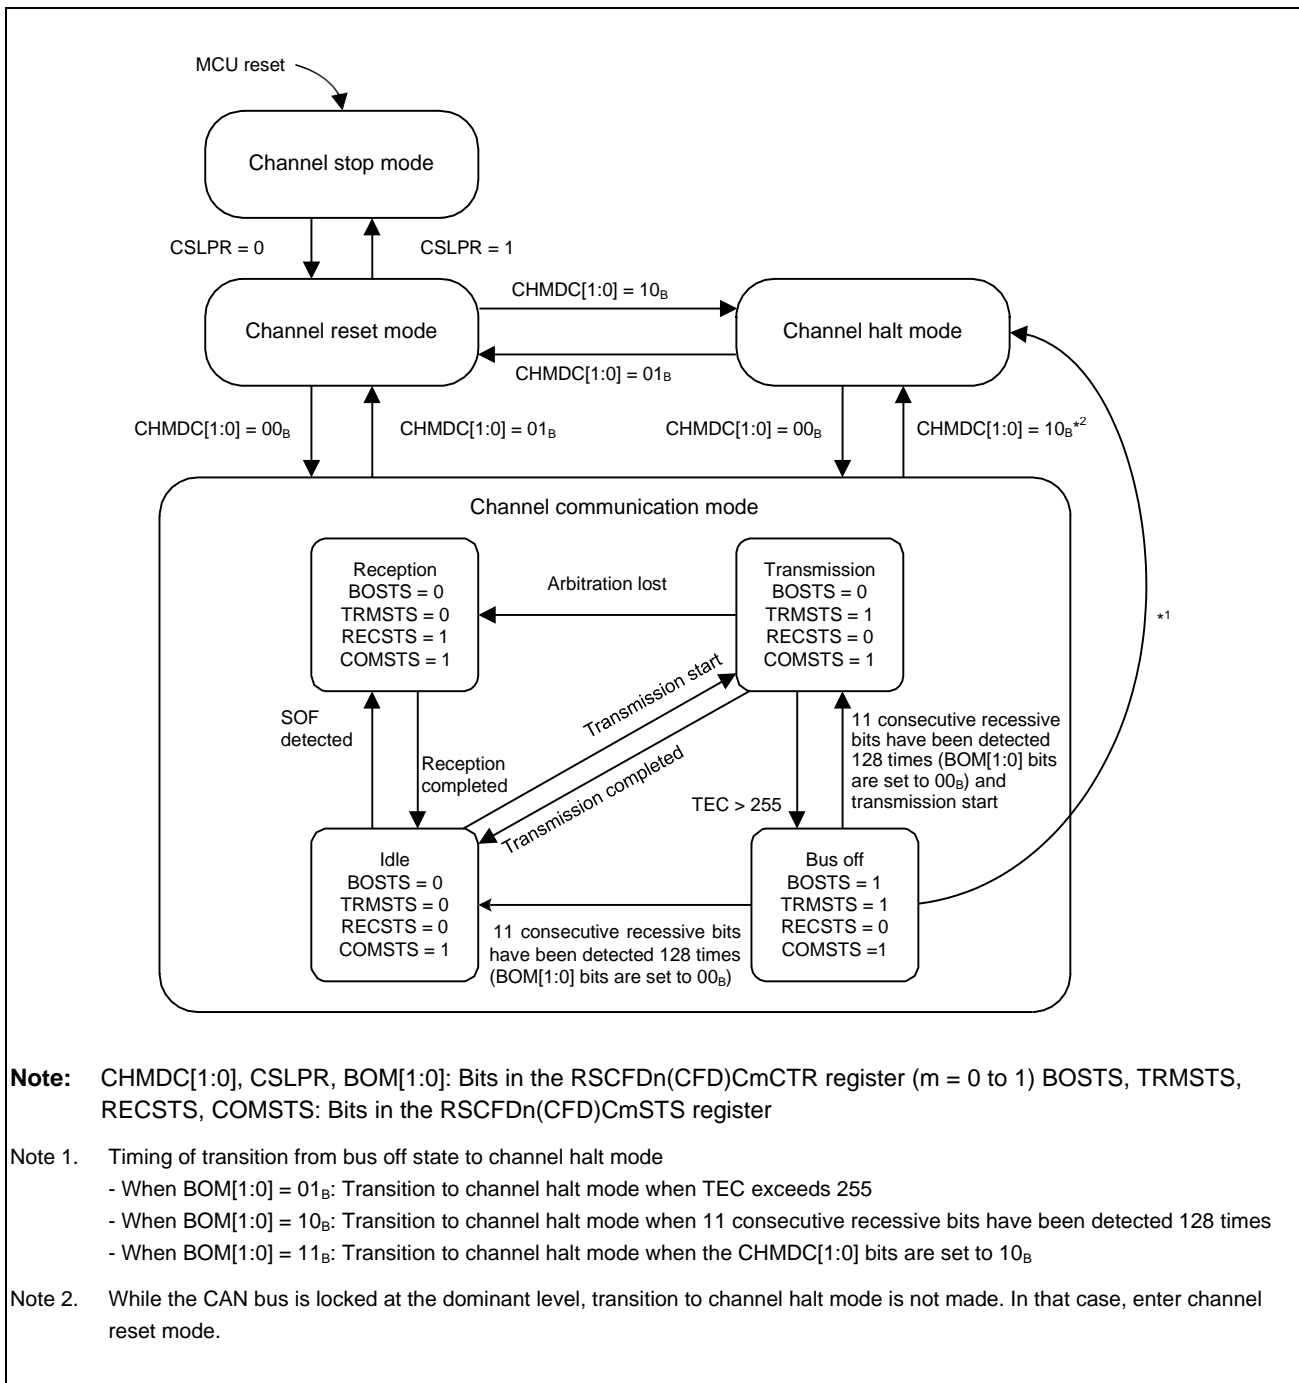 MCU reset
Channel stop mode
CSLPR = 0
CSLPR = 1
CHMDC[1:0] = 10B
Channel reset mode
Channel halt mode
CHMDC[1:0] = 01B
CHMDC[1:0] = 00B
CHMDC[1:0] = 01B
CHMDC[1:0] = 00B
CHMDC[1:0] = 10B*2
Channel communication mode
Reception
BOSTS = 0
TRMSTS = 0
RECSTS = 1
COMSTS = 1
Arbitration lost
Transmission
BOSTS = 0
TRMSTS = 1
RECSTS = 0
COMSTS = 1
*1
SOF
detected
Reception
completed
Transmission start
Transmission completed
TEC > 255
11 consecutive recessive
bits have been detected
128 times (BOM[1:0] bits
are set to 00B) and
transmission start
Idle
BOSTS = 0
TRMSTS = 0
RECSTS = 0
COMSTS = 1
11 consecutive recessive bits
have been detected 128 times
(BOM[1:0] bits are set to 00B)
Bus off
BOSTS = 1
TRMSTS = 1
RECSTS = 0
COMSTS =1
Note: CHMDC[1:0], CSLPR, BOM[1:0]: Bits in the RSCFDn(CFD)CmCTR register (m = 0 to 1) BOSTS, TRMSTS,
RECSTS, COMSTS: Bits in the RSCFDn(CFD)CmSTS register
Note 1. Timing of transition from bus off state to channel halt mode
- When BOM[1:0] = 01B: Transition to channel halt mode when TEC exceeds 255
- When BOM[1:0] = 10B: Transition to channel halt mode when 11 consecutive recessive bits have been detected 128 times
- When BOM[1:0] = 11B: Transition to channel halt mode when the CHMDC[1:0] bits are set to 10B
Note 2. While the CAN bus is locked at the dominant level, transition to channel halt mode is not made. In that case, enter channel
reset mode.